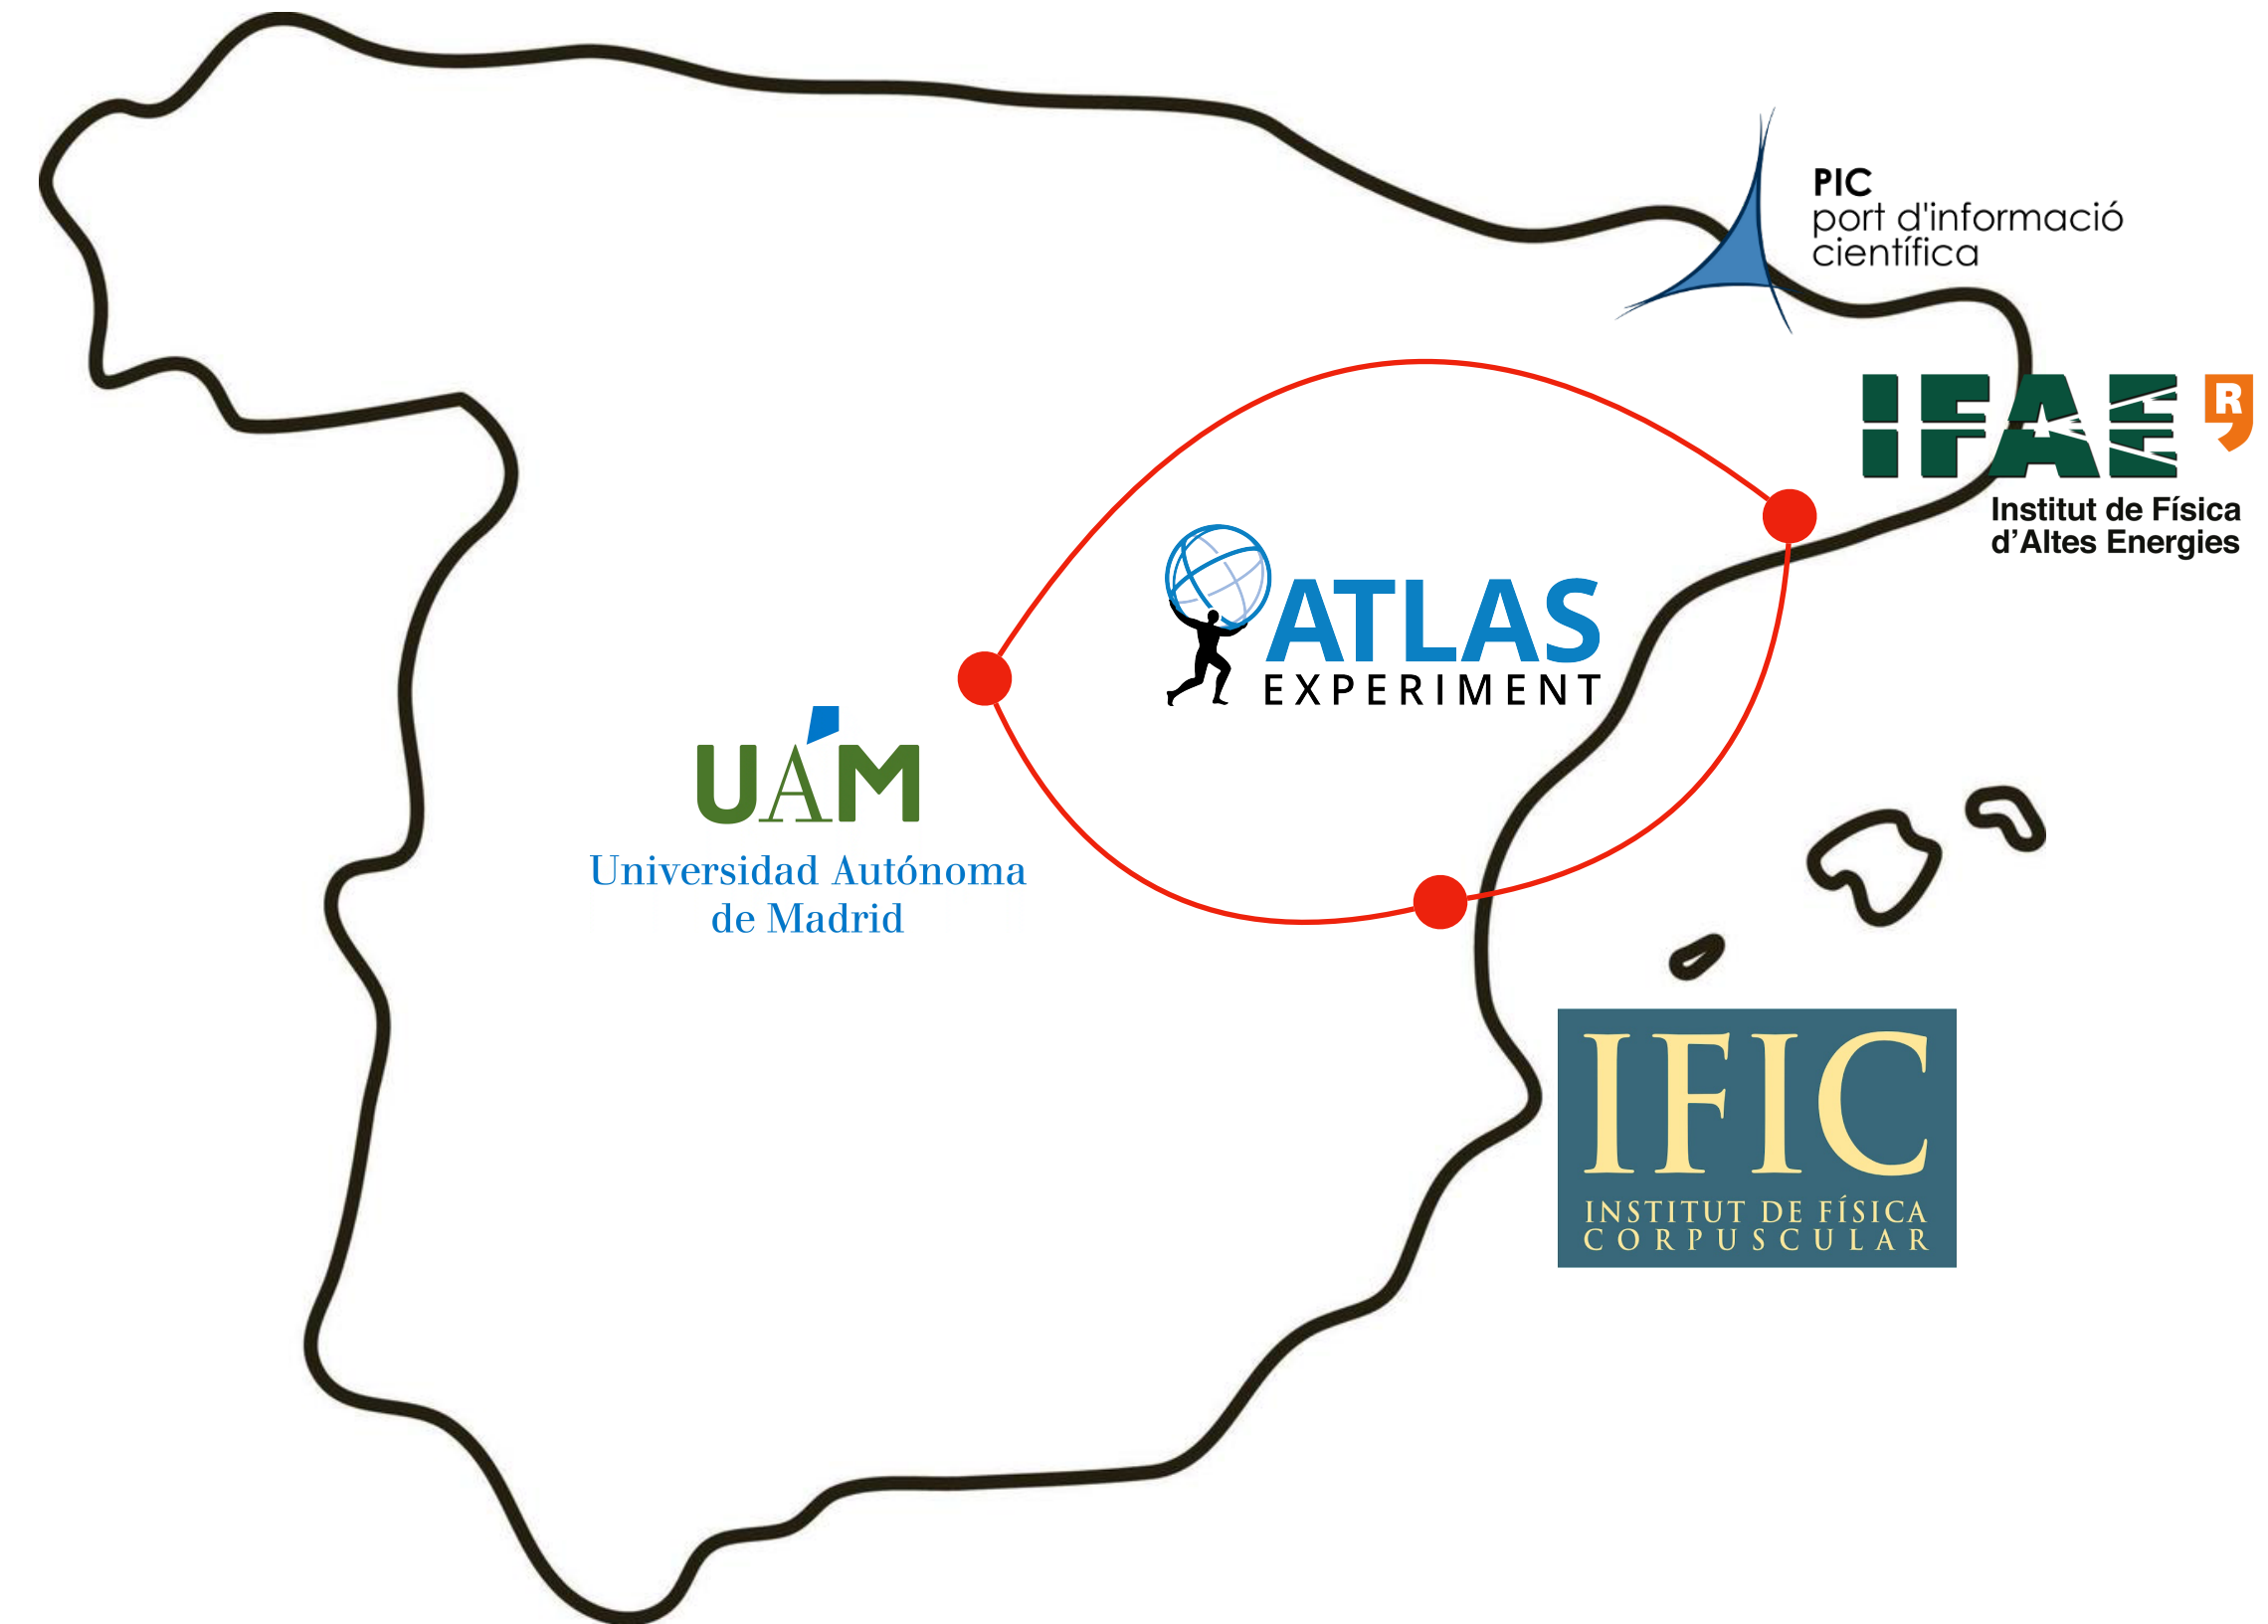 PIC
port d'informació
científica
IFAE R
Institut de Física
d'Altes Energies
ATLAS
EXPERIMENT
UAM
Universidad Autónoma
de Madrid
IFIC
INSTITUT DE FÍSICA
CORPUSCULAR